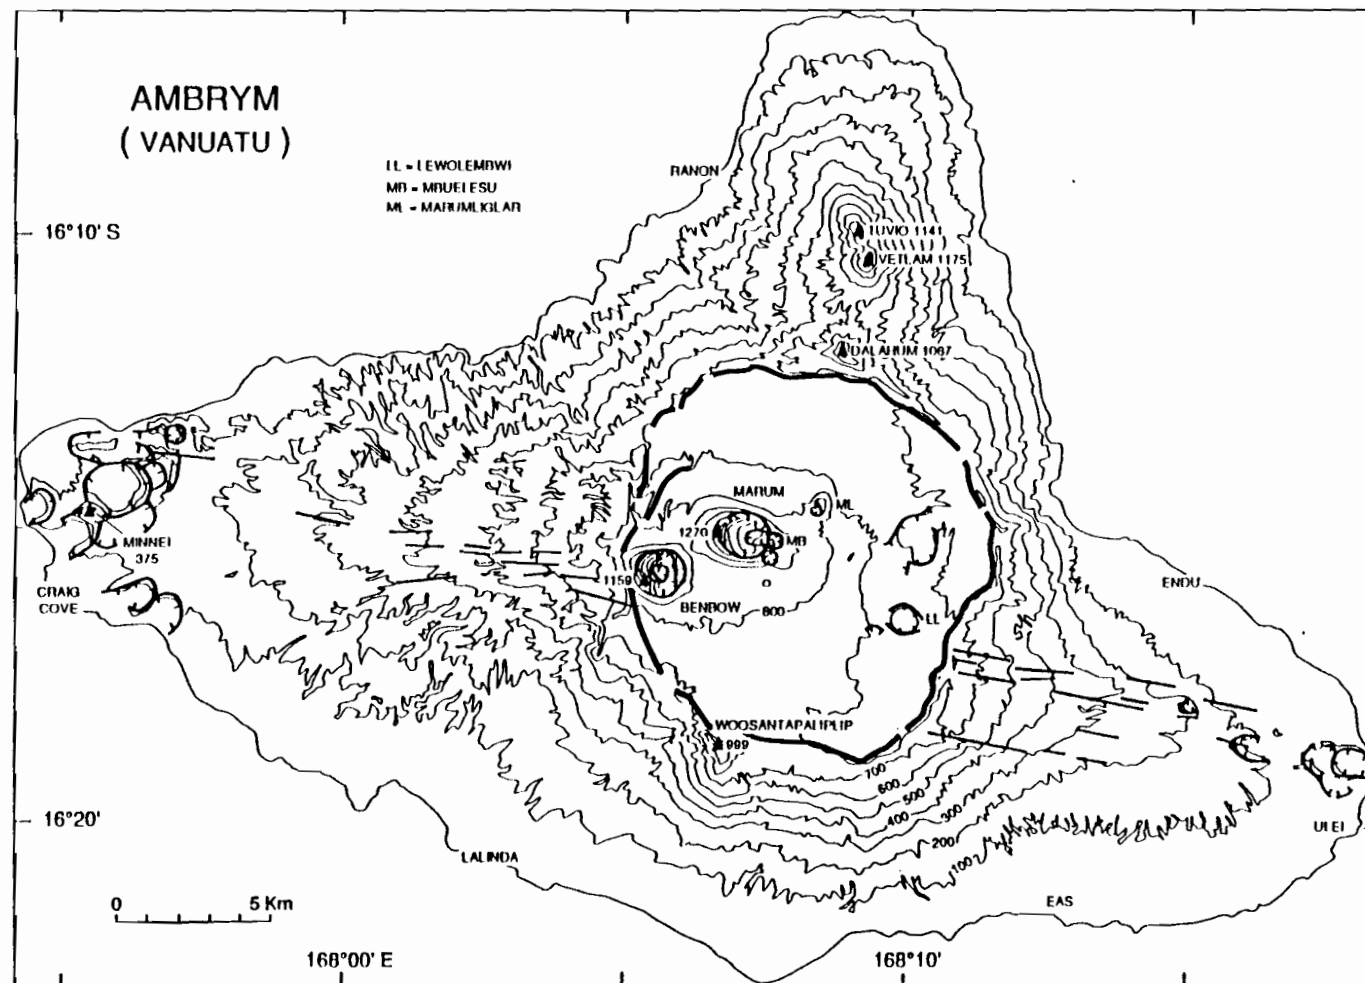 AMBRYM
( VANUATU )
LL = LEWOLEMBWI
MB = MBUELESU
ML = MARUMLIGLAR
RANON
16°10' S
TUVIO 1141
VETLAM 1175
DALAHUM 1067
MARUM
ML
1270
MB
MINNEI
375
1159
CRAIG
COVE
BENBOW
800
LL
ENDU
WOOSANTAPALIPLIP
999
700
600
500
400
300
200
100
16°20'
ULEI
LALINDA
EAS
0 5 Km
168°00' E
168°10'